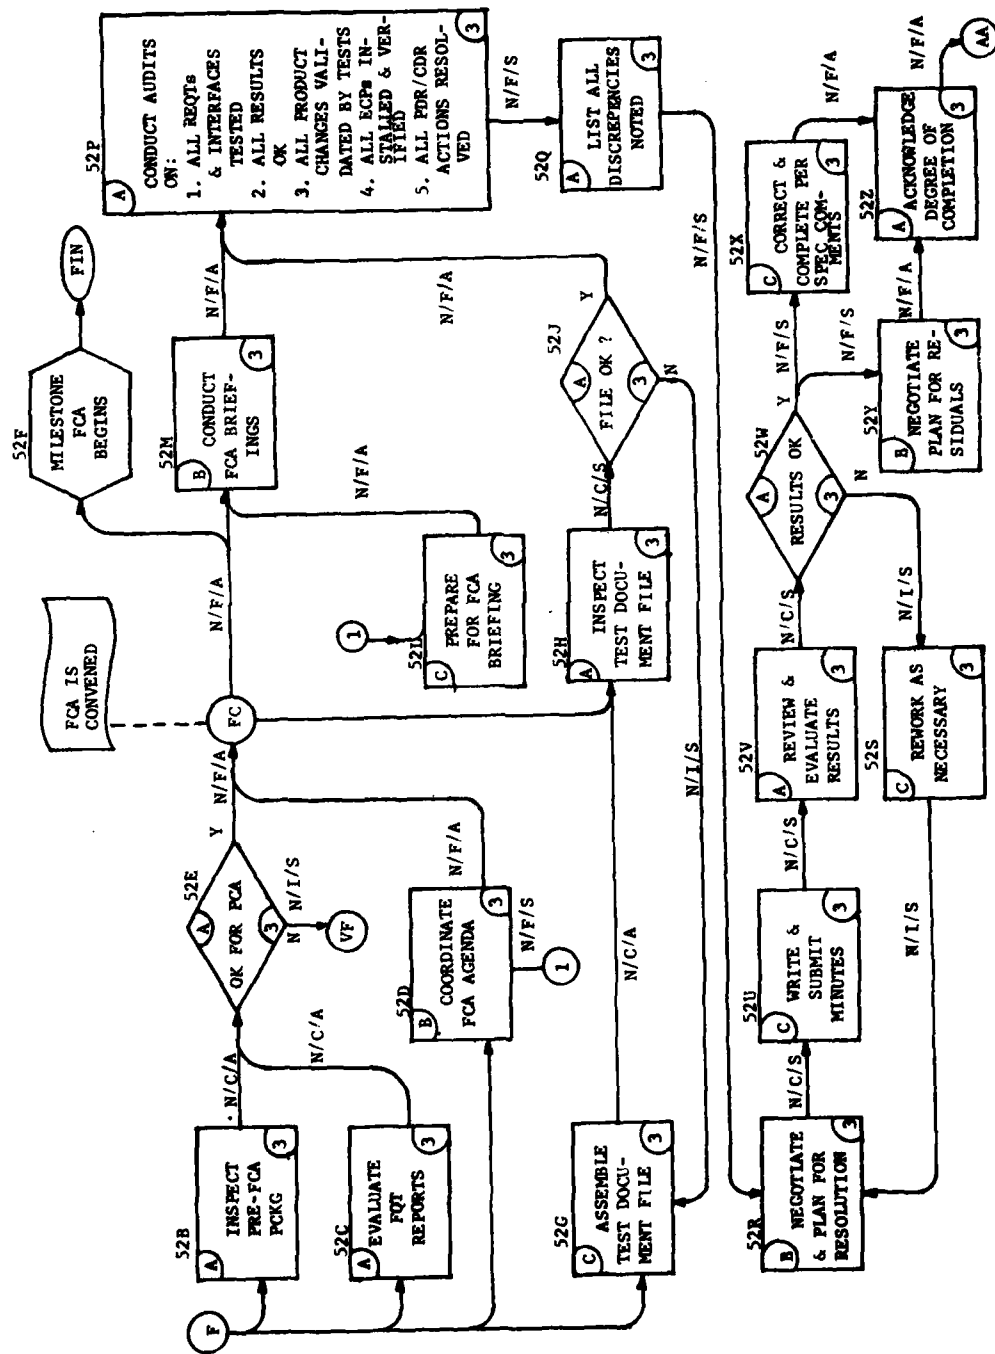 F
52B
A
INSPECT
PRE-FCA
PCKG
3
N/C/A
52C
A
EVALUATE
FQT
REPORTS
3
N/C/A
52E
A
OK FOR PCA
3
Y
N
N/I/S
VF
N/F/A
52D
B
COORDINATE
FCA AGENDA
3
N/F/A
N/F/S
1
FCA IS
CONVENED
FC
N/F/A
52F
MILESTONE
FCA
BEGINS
FIN
1
52L
C
PREPARE
FOR FCA
BRIEFING
3
N/F/A
52M
B
CONDUCT
FCA BRIEF-
INGS
3
N/F/A
52G
C
ASSEMBLE
TEST DOCU-
MENT FILE
3
N/C/A
52H
A
INSPECT
TEST DOCU-
MENT FILE
3
N/C/S
52J
A
FILE OK ?
3
Y
N
N/F/A
N/I/S
52P
A
CONDUCT AUDITS
ON:
1. ALL REQTs
& INTERFACES
TESTED
2. ALL RESULTS
OK
3. ALL PRODUCT
CHANGES VALI-
DATED BY TESTS
4. ALL ECPs IN-
STALLED & VER-
IFIED
5. ALL PDR/CDR
ACTIONS RESOL-
VED
3
N/F/S
52Q
A
LIST ALL
DISCREPENCIES
NOTED
3
N/F/S
52R
B
NEGOTIATE
& PLAN FOR
RESOLUTION
3
N/C/S
52U
C
WRITE &
SUBMIT
MINUTES
N/C/S
52V
A
REVIEW &
EVALUATE
RESULTS
3
N/C/S
52W
A
RESULTS OK
3
Y
N
N/F/S
N/F/S
N/I/S
52S
C
REWORK AS
NECESSARY
3
N/I/S
52X
C
CORRECT &
COMPLETE PER
SPEC COM-
MENTS
3
N/F/A
52Y
B
NEGOTIATE
PLAN FOR RE-
SIDUALS
3
N/F/A
52Z
A
ACKNOWLEDGE
DEGREE OF
COMPLETION
3
N/F/A
AA